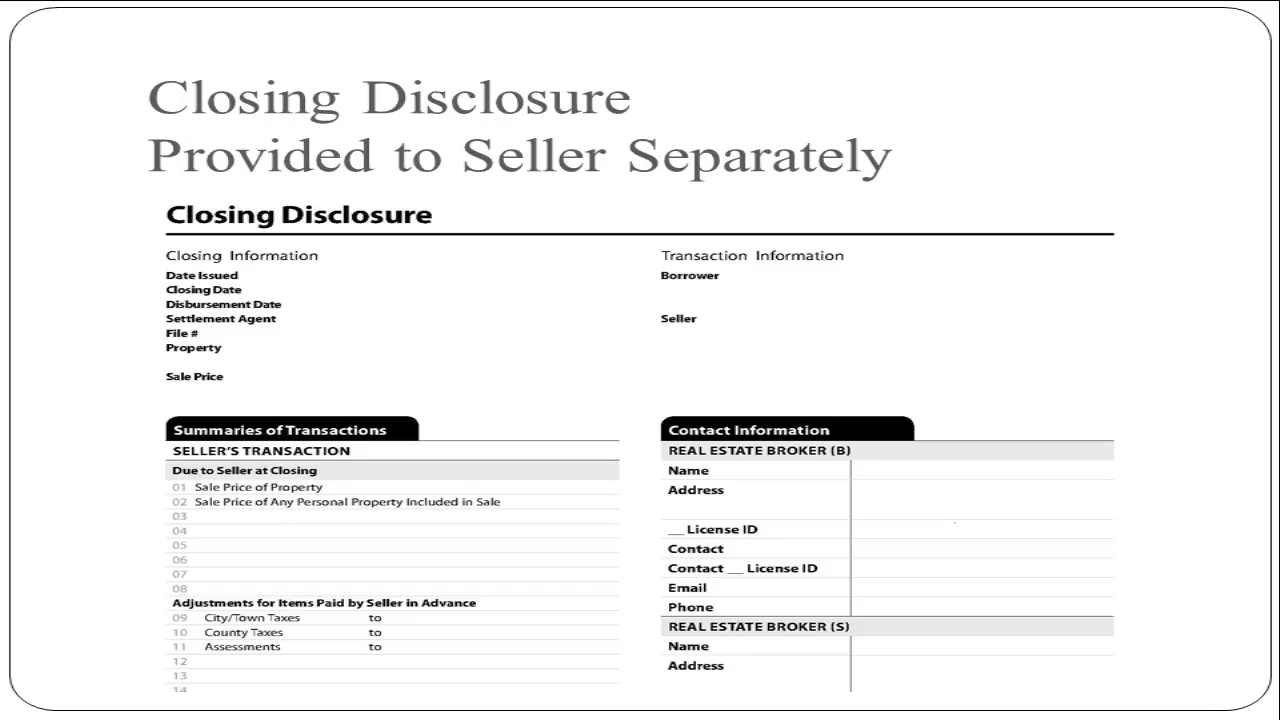 Closing Disclosure
Provided to Seller Separately
Closing Disclosure
Closing Information
Date Issued
Closing Date
Disbursement Date
Settlement Agent
File #
Property
Sale Price
Transaction Information
Borrower
Seller
Summaries of Transactions
SELLER'S TRANSACTION
Due to Seller at Closing
01 Sale Price of Property
02 Sale Price of Any Personal Property Included in Sale
03
04
05
06
07
08
Adjustments for Items Paid by Seller in Advance
09 City/Town Taxes to
10 County Taxes to
11 Assessments to
12
13
14
Contact Information
REAL ESTATE BROKER (B)
Name
Address
__ License ID
Contact
Contact __ License ID
Email
Phone
REAL ESTATE BROKER (S)
Name
Address